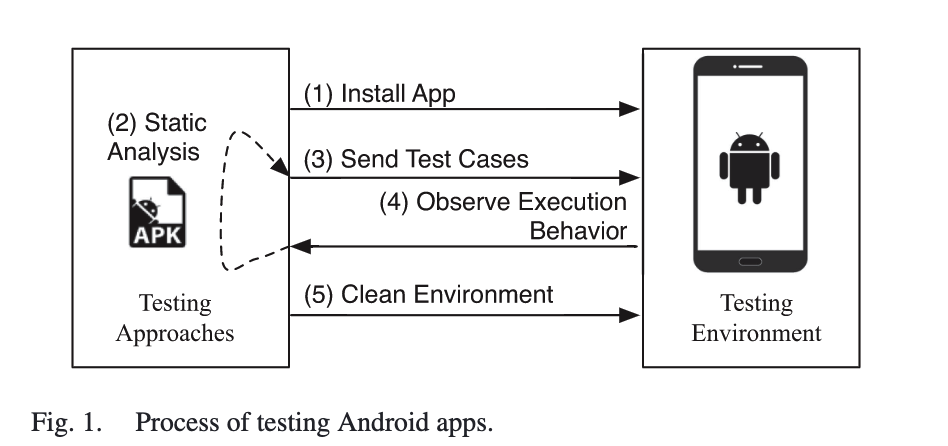 (1) Install App
(2) Static
Analysis
(3) Send Test Cases
(4) Observe Execution
Behavior
APK
(5) Clean Environment
Testing
Approaches
Testing
Environment
Fig. 1. Process of testing Android apps.